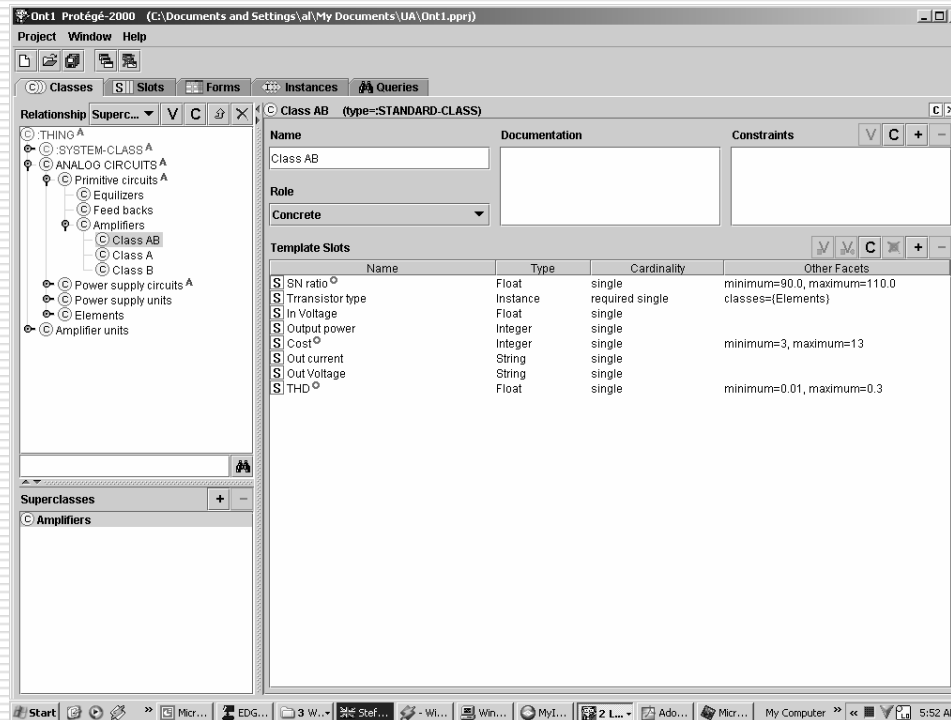 Ont1 Protégé-2000 (C:\Documents and Settings\al\My Documents\UA\Ont1.pprj)
Project Window Help
Classes Slots Forms Instances Queries
Relationship Superc... V C
:THING A
:SYSTEM-CLASS A
ANALOG CIRCUITS A
Primitive circuits A
Equilizers
Feed backs
Amplifiers
Class AB
Class A
Class B
Power supply circuits A
Power supply units
Elements
Amplifier units
Superclasses + −
Amplifiers
Class AB (type=:STANDARD-CLASS)
Name Documentation Constraints V C + −
Class AB
Role
Concrete
Template Slots V V C + −
Name Type Cardinality Other Facets
S SN ratio Float single minimum=90.0, maximum=110.0
S Trransistor type Instance required single classes={Elements}
S In Voltage Float single
S Output power Integer single
S Cost Integer single minimum=3, maximum=13
S Out current String single
S Out Voltage String single
S THD Float single minimum=0.01, maximum=0.3
Start » Micr... EDG... 3 W... Stef... - Wi... Win... MyI... 2 L... Ado... Micr... My Computer » « 5:52